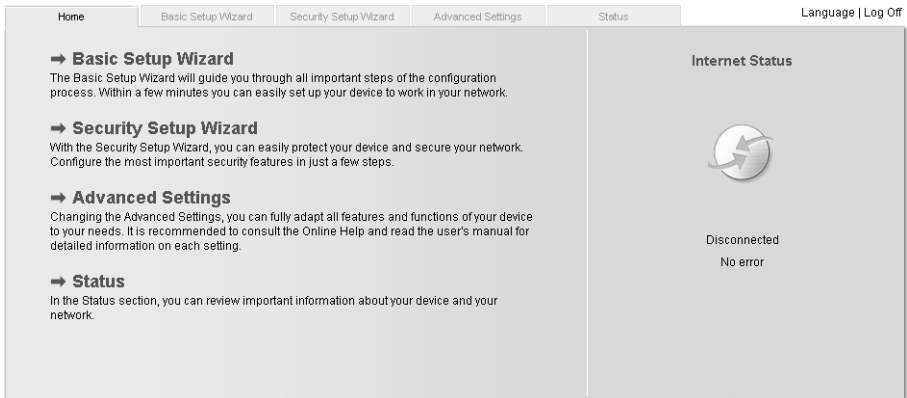 Home Basic Setup Wizard Security Setup Wizard Advanced Settings Status Language | Log Off
➡ Basic Setup Wizard
The Basic Setup Wizard will guide you through all important steps of the configuration
process. Within a few minutes you can easily set up your device to work in your network.
➡ Security Setup Wizard
With the Security Setup Wizard, you can easily protect your device and secure your network.
Configure the most important security features in just a few steps.
➡ Advanced Settings
Changing the Advanced Settings, you can fully adapt all features and functions of your device
to your needs. It is recommended to consult the Online Help and read the user's manual for
detailed information on each setting.
➡ Status
In the Status section, you can review important information about your device and your
network.
Internet Status
Disconnected
No error